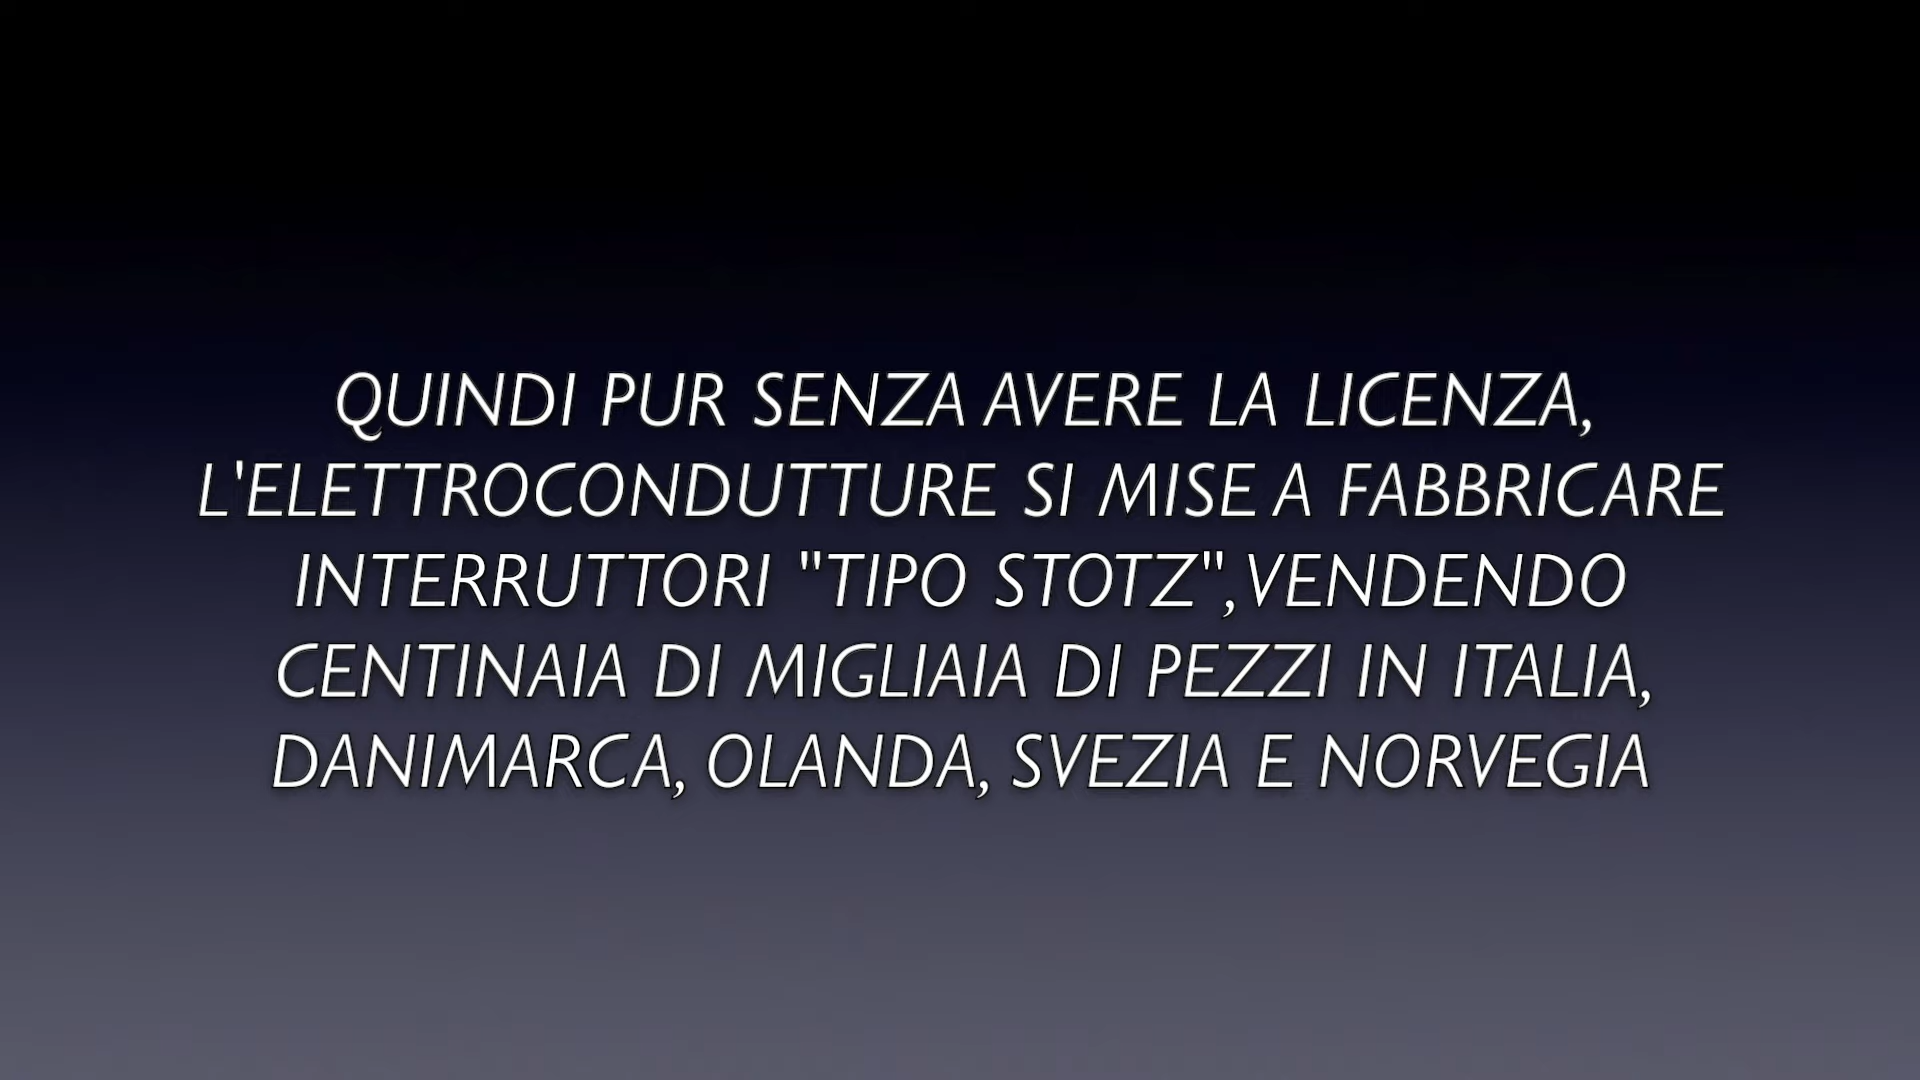 QUINDI PUR SENZA AVERE LA LICENZA,
L'ELETTROCONDUTTURE SI MISE A FABBRICARE
INTERRUTTORI "TIPO STOTZ",VENDENDO
CENTINAIA DI MIGLIAIA DI PEZZI IN ITALIA,
DANIMARCA, OLANDA, SVEZIA E NORVEGIA